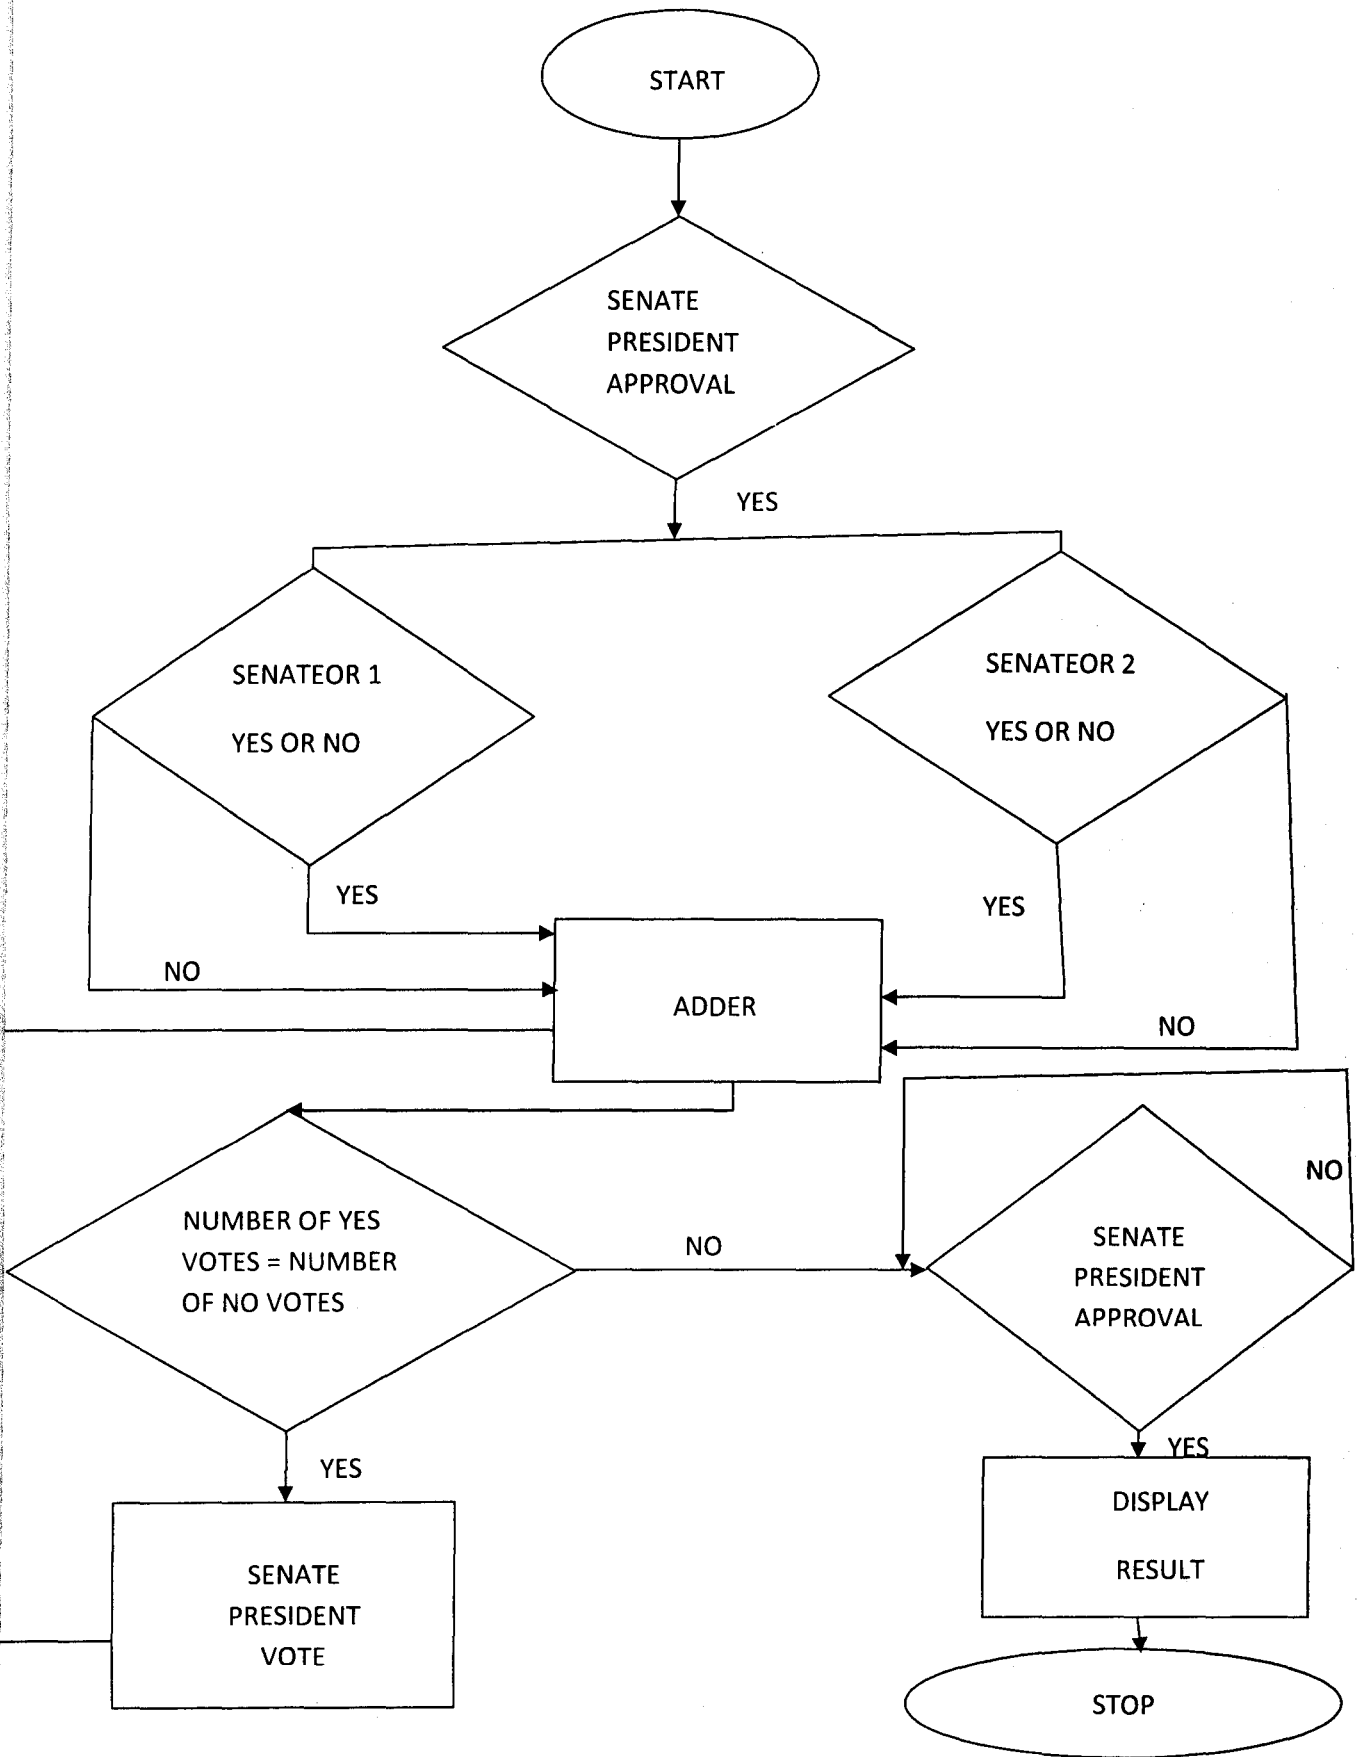 START
SENATE
PRESIDENT
APPROVAL
YES
SENATEOR 1
YES OR NO
SENATEOR 2
YES OR NO
YES
YES
NO
ADDER
NO
NO
NUMBER OF YES
VOTES = NUMBER
OF NO VOTES
NO
SENATE
PRESIDENT
APPROVAL
YES
YES
DISPLAY
RESULT
SENATE
PRESIDENT
VOTE
STOP